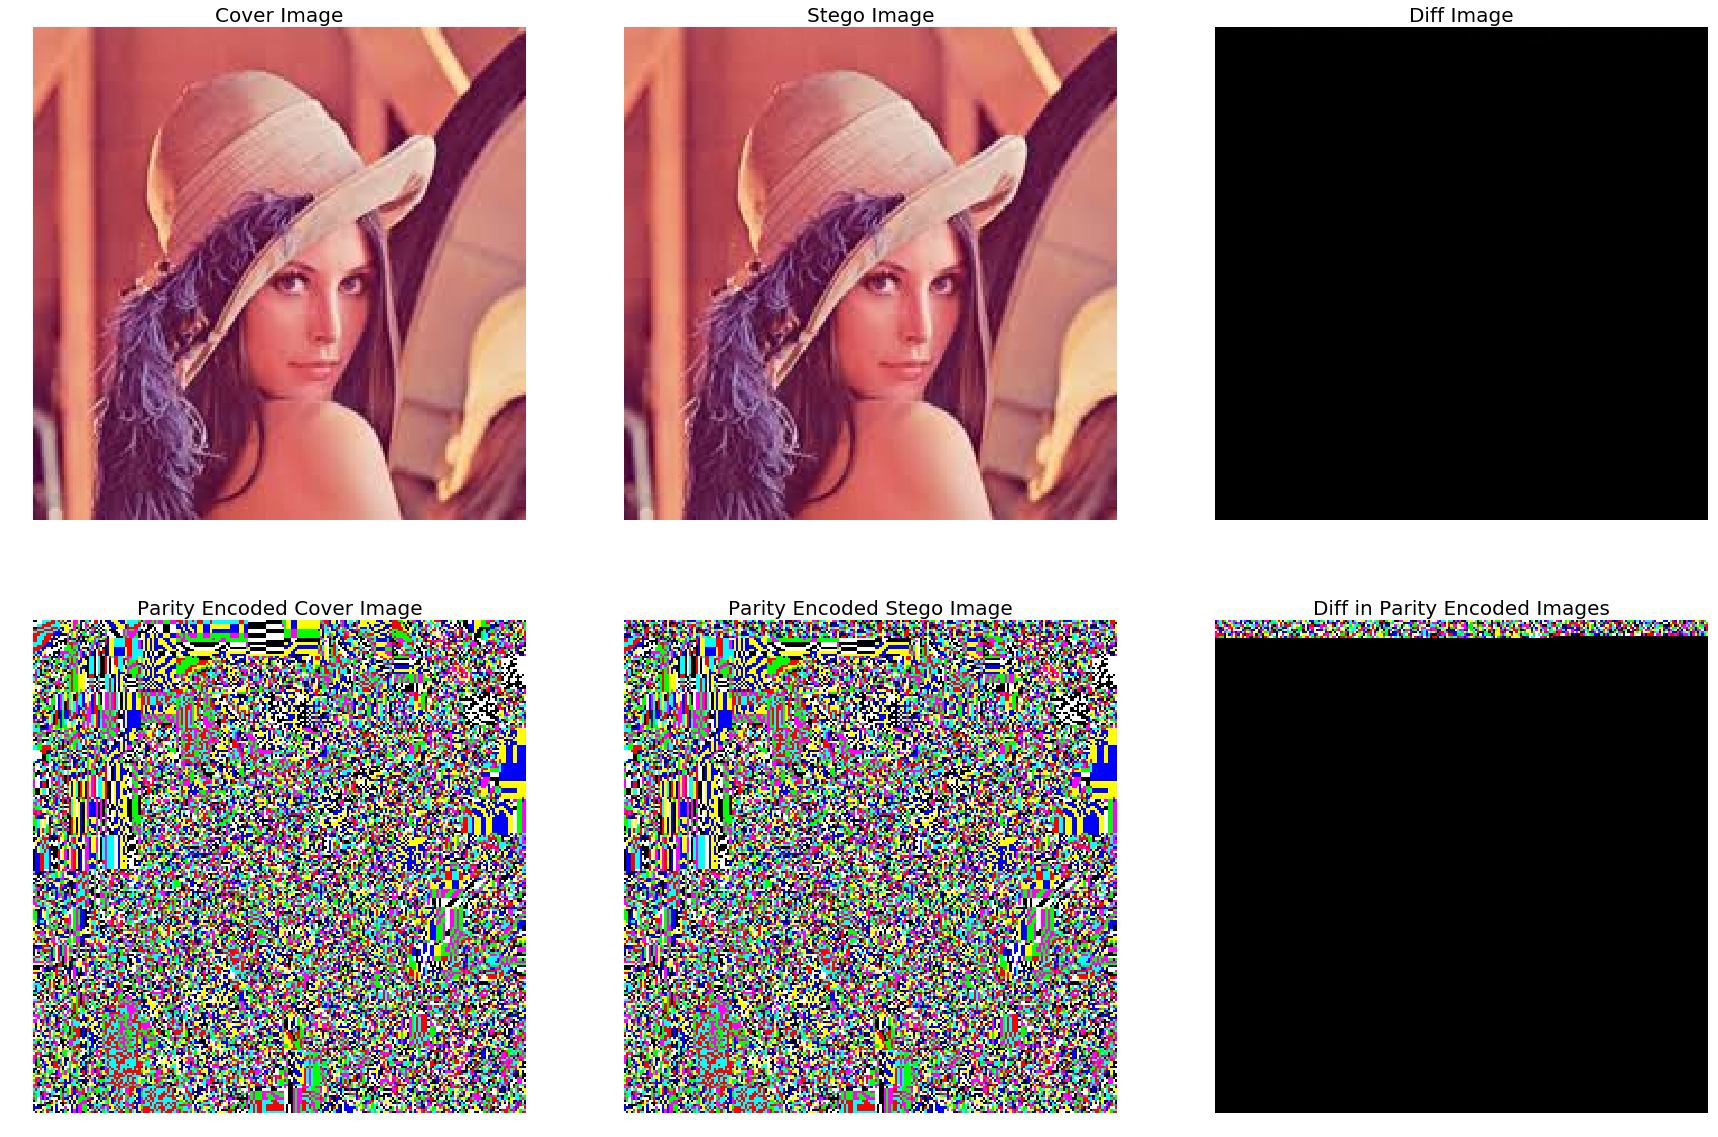 Cover Image
Stego Image
Diff Image
Parity Encoded Cover Image
Parity Encoded Stego Image
Diff in Parity Encoded Images